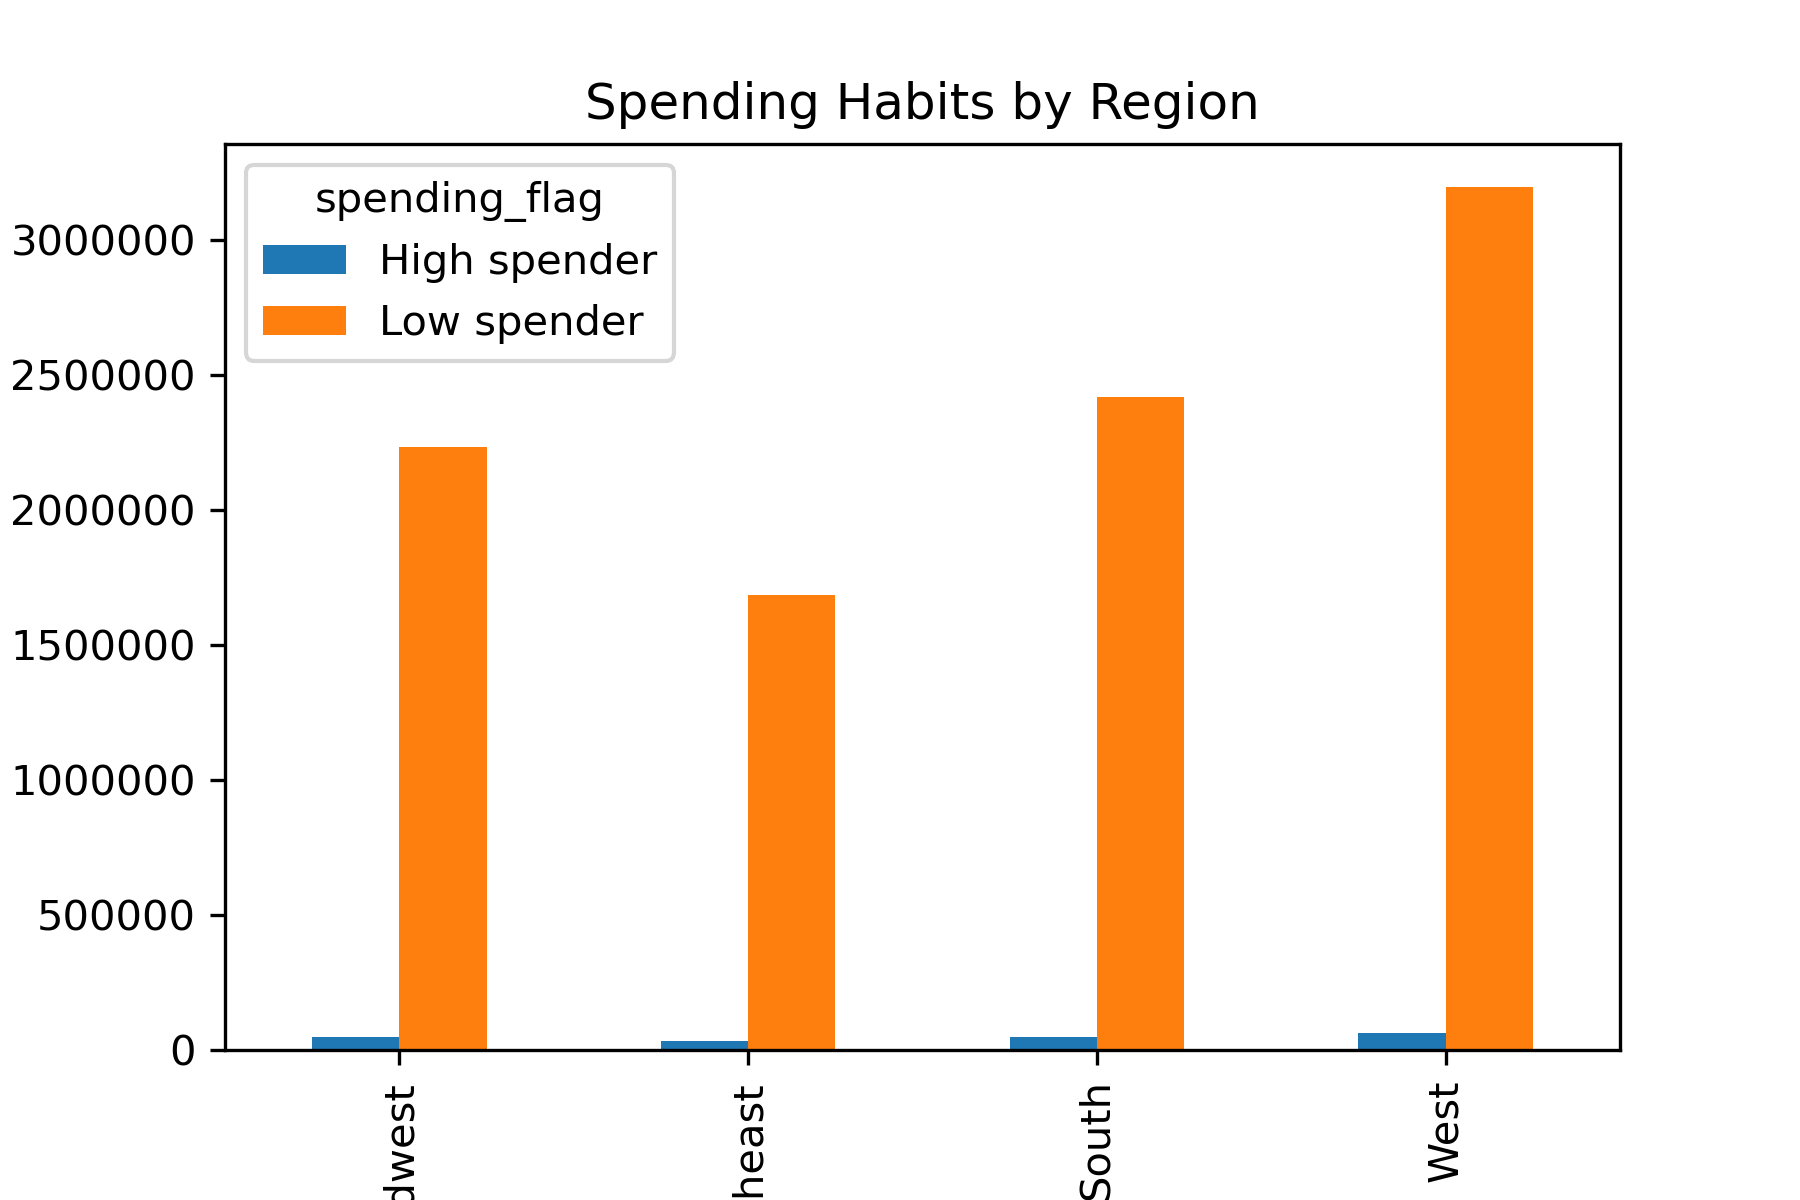 Spending Habits by Region
spending_flag
High spender
Low spender
3000000
2500000
2000000
1500000
1000000
500000
0
dwest
heast
South
West